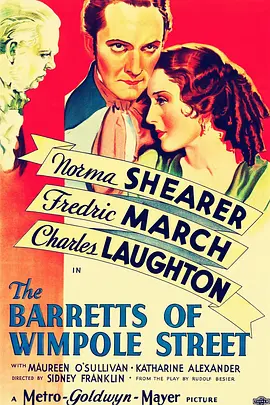 Norma SHEARER
Fredric MARCH
Charles LAUGHTON
IN
The
BARRETTS OF
WIMPOLE STREET
WITH MAUREEN O'SULLIVAN - KATHARINE ALEXANDER
DIRECTED BY SIDNEY FRANKLIN * FROM THE PLAY BY RUDOLF BESIER
A Metro-Goldwyn-Mayer PICTURE